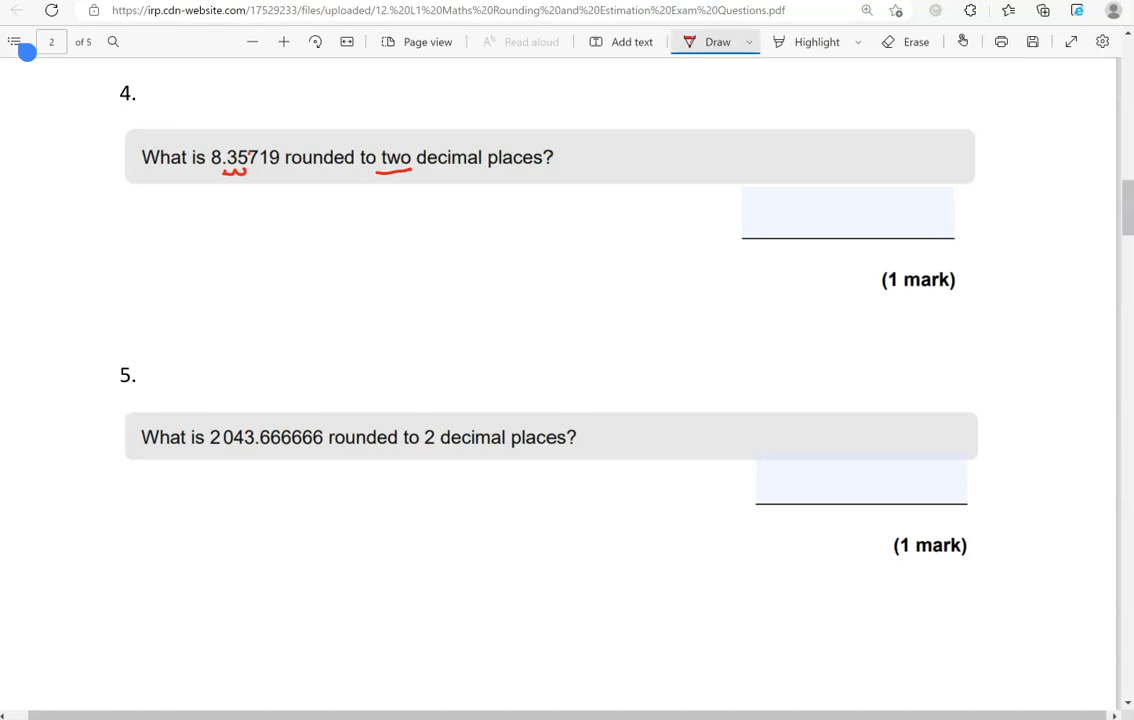 https://irp.cdn-website.com/17529233/files/uploaded/12.%20L1%20Maths%20Rounding%20and%20Estimation%20Exam%20Questions.pdf
2 of 5 Page view Read aloud Add text Draw Highlight Erase
4.
What is 8.35719 rounded to two decimal places?
(1 mark)
5.
What is 2 043.666666 rounded to 2 decimal places?
(1 mark)